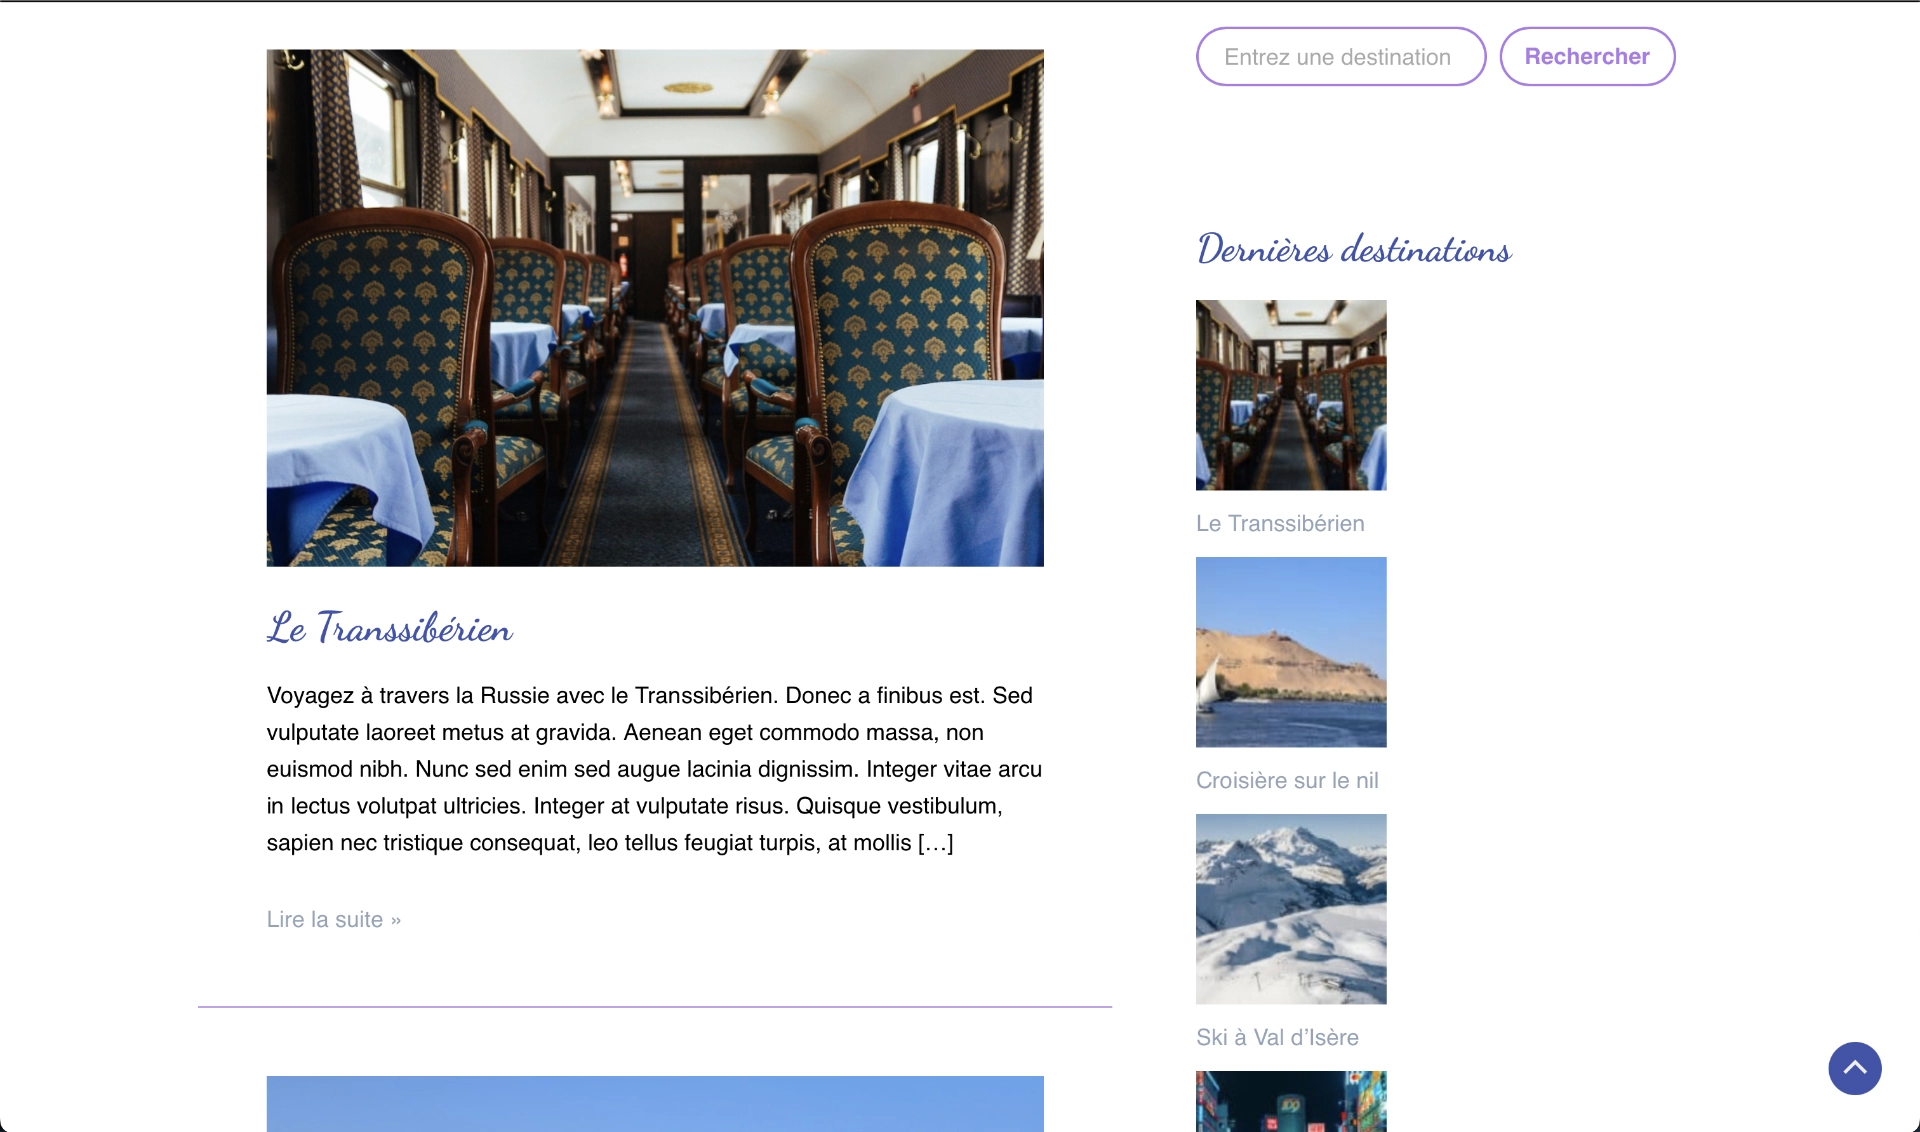 Entrez une destination
Rechercher
Le Transsibérien
Voyagez à travers la Russie avec le Transsibérien. Donec a finibus est. Sed
vulputate laoreet metus at gravida. Aenean eget commodo massa, non
euismod nibh. Nunc sed enim sed augue lacinia dignissim. Integer vitae arcu
in lectus volutpat ultricies. Integer at vulputate risus. Quisque vestibulum,
sapien nec tristique consequat, leo tellus feugiat turpis, at mollis […]
Lire la suite »
Dernières destinations
Le Transsibérien
Croisière sur le nil
Ski à Val d’Isère
109